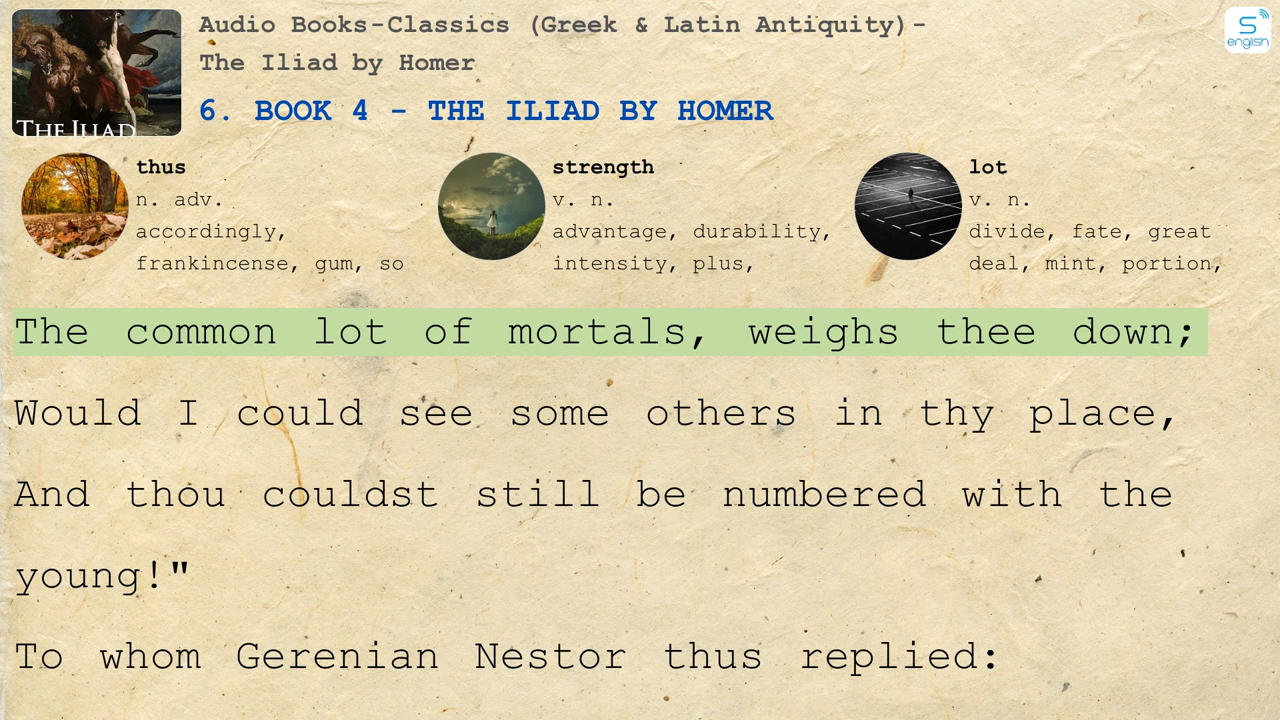 Audio Books-Classics (Greek & Latin Antiquity)-
The Iliad by Homer
6. BOOK 4 - THE ILIAD BY HOMER
THE ILIAD
S
english
thus
n. adv.
accordingly,
frankincense, gum, so
strength
v. n.
advantage, durability,
intensity, plus,
lot
v. n.
divide, fate, great
deal, mint, portion,
The common lot of mortals, weighs thee down;
Would I could see some others in thy place,
And thou couldst still be numbered with the
young!"
To whom Gerenian Nestor thus replied: